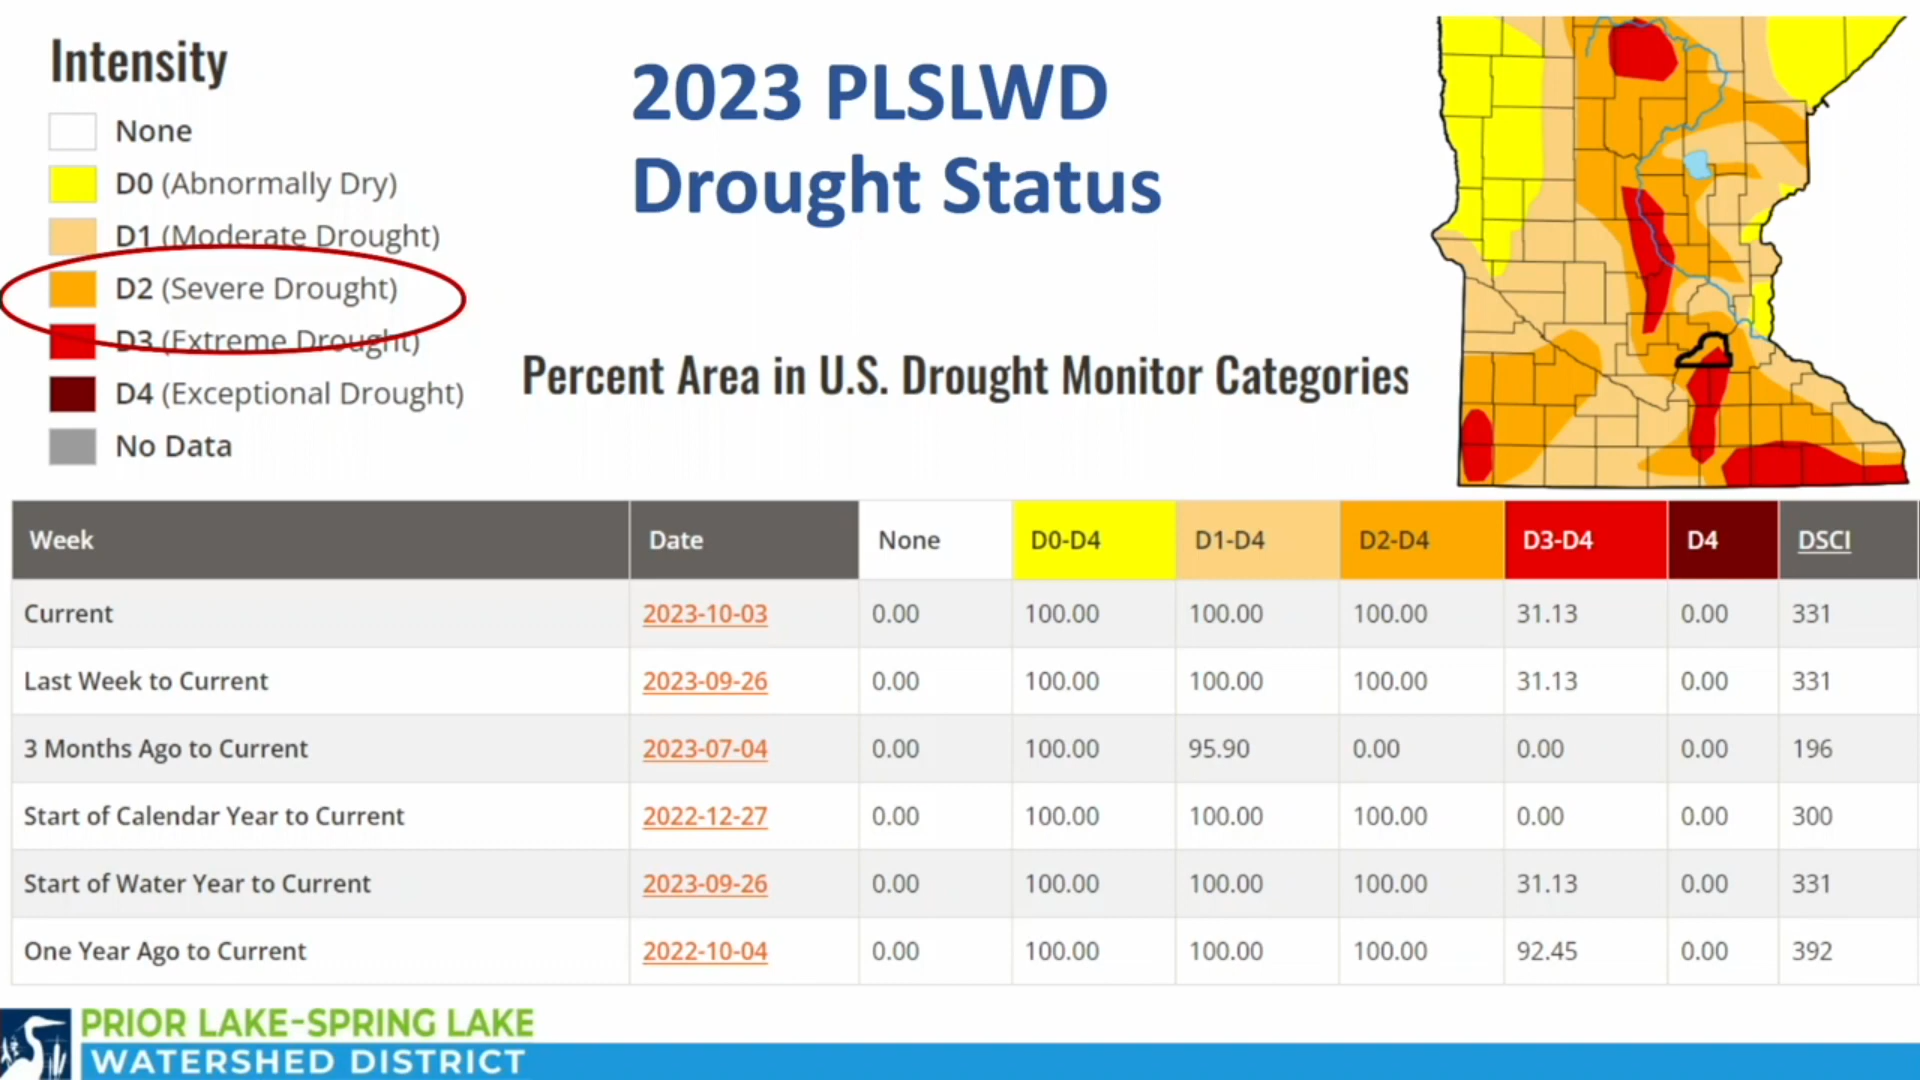 Intensity
None
D0 (Abnormally Dry)
D1 (Moderate Drought)
D2 (Severe Drought)
D3 (Extreme Drought)
D4 (Exceptional Drought)
No Data
2023 PLSLWD
Drought Status
Percent Area in U.S. Drought Monitor Categories
Week Date None D0-D4 D1-D4 D2-D4 D3-D4 D4 DSCI
Current 2023-10-03 0.00 100.00 100.00 100.00 31.13 0.00 331
Last Week to Current 2023-09-26 0.00 100.00 100.00 100.00 31.13 0.00 331
3 Months Ago to Current 2023-07-04 0.00 100.00 95.90 0.00 0.00 0.00 196
Start of Calendar Year to Current 2022-12-27 0.00 100.00 100.00 100.00 0.00 0.00 300
Start of Water Year to Current 2023-09-26 0.00 100.00 100.00 100.00 31.13 0.00 331
One Year Ago to Current 2022-10-04 0.00 100.00 100.00 100.00 92.45 0.00 392
PRIOR LAKE-SPRING LAKE
WATERSHED DISTRICT